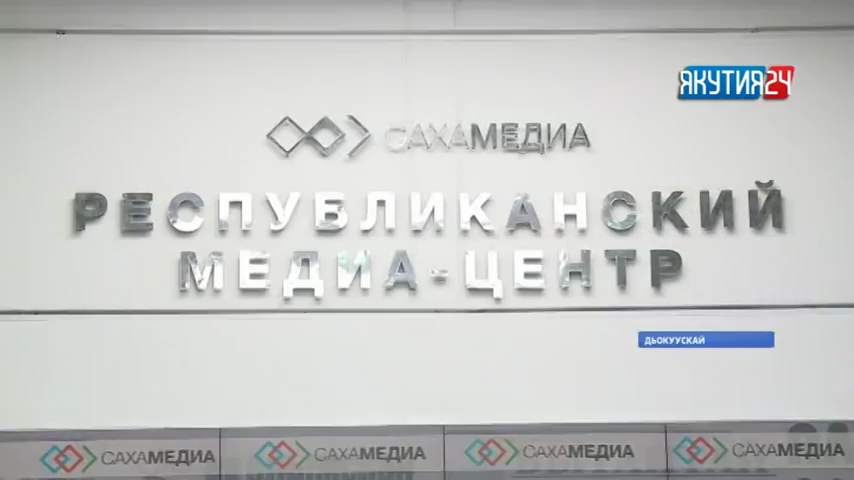 ЯКУТИЯ24
САХАМЕДИА
РЕСПУБЛИКАНСКИЙ
МЕДИА-ЦЕНТР
ДЬОКУУСКАЙ
САХАМЕДИА САХАМЕДИА САХАМЕДИА САХАМЕДИА